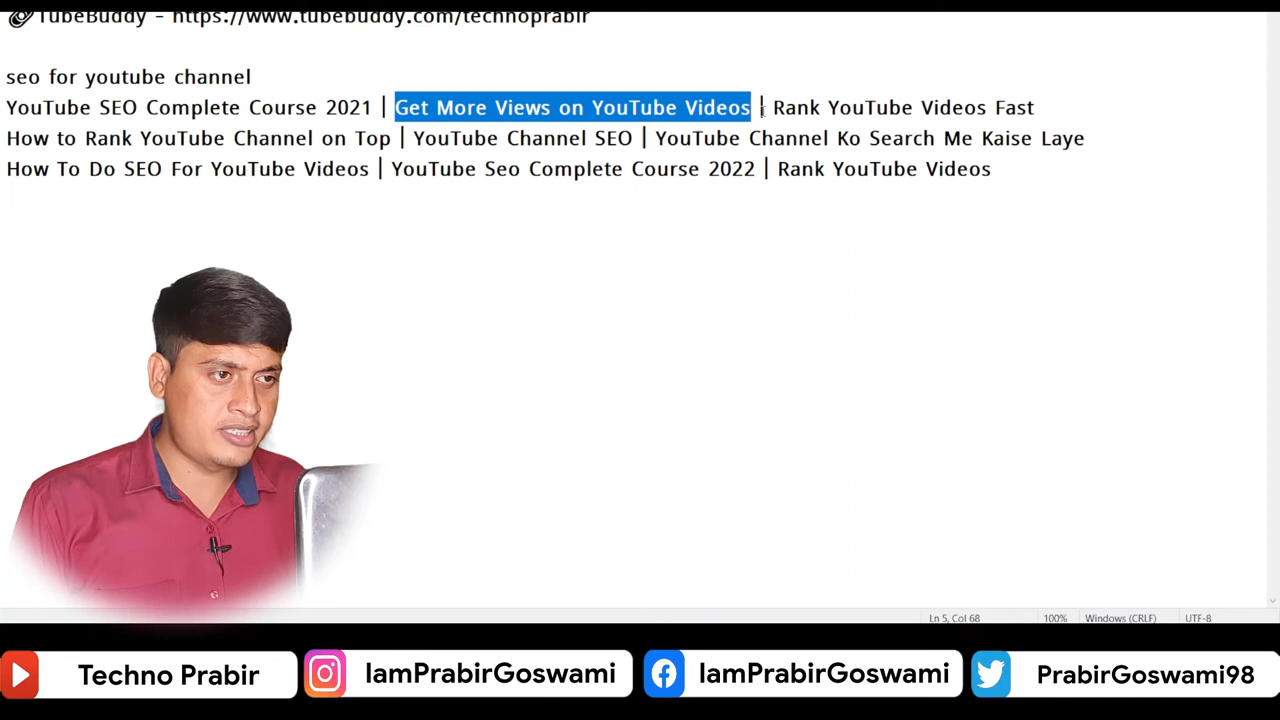 TubeBuddy - https://www.tubebuddy.com/technoprabir
seo for youtube channel
YouTube SEO Complete Course 2021 | Get More Views on YouTube Videos | Rank YouTube Videos Fast
How to Rank YouTube Channel on Top | YouTube Channel SEO | YouTube Channel Ko Search Me Kaise Laye
How To Do SEO For YouTube Videos | YouTube Seo Complete Course 2022 | Rank YouTube Videos
Ln 5, Col 68 100% Windows (CRLF) UTF-8
Techno Prabir IamPrabirGoswami IamPrabirGoswami PrabirGoswami98